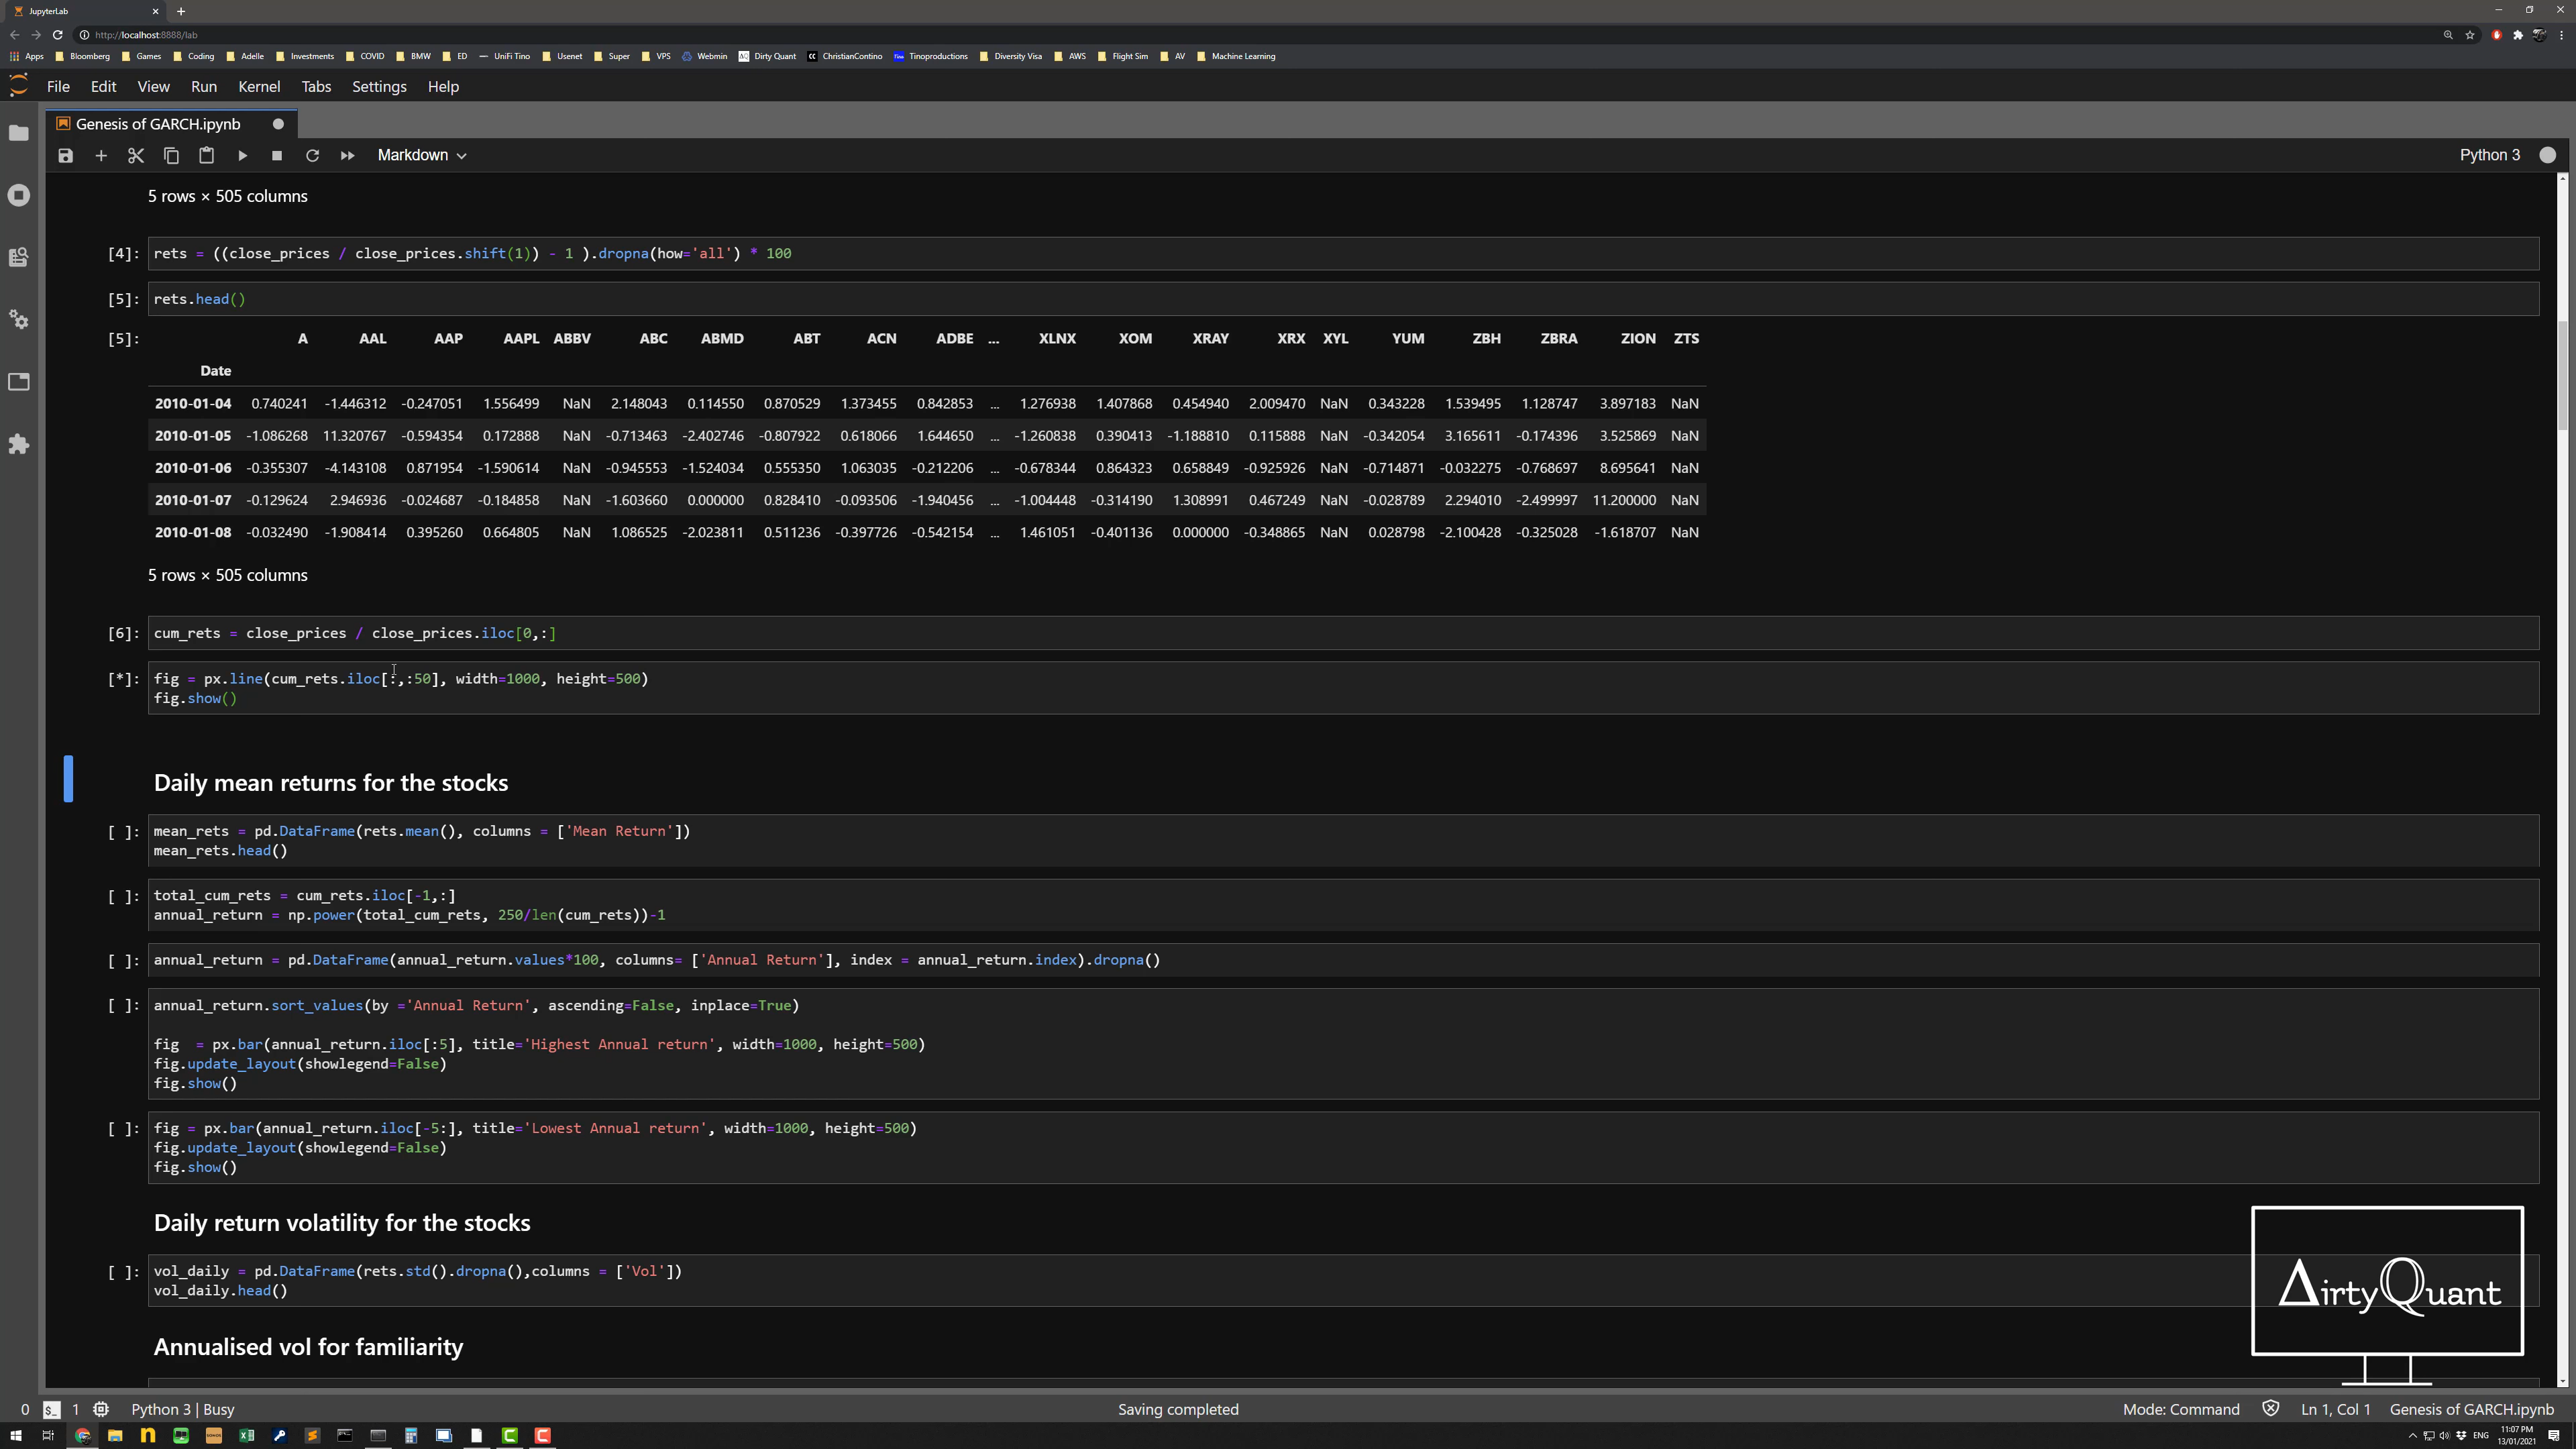 JupyterLab
http://localhost:8888/lab
Apps Bloomberg Games Coding Adelle Investments COVID BMW ED UniFi Tino Usenet Super VPS Webmin Dirty Quant ChristianContino Tinoproductions Diversity Visa AWS Flight Sim AV Machine Learning
File Edit View Run Kernel Tabs Settings Help
Genesis of GARCH.ipynb
Markdown Python 3
5 rows × 505 columns
[4]: rets = ((close_prices / close_prices.shift(1)) - 1 ).dropna(how='all') * 100
[5]: rets.head()
[5]: A AAL AAP AAPL ABBV ABC ABMD ABT ACN ADBE ... XLNX XOM XRAY XRX XYL YUM ZBH ZBRA ZION ZTS
Date
2010-01-04 0.740241 -1.446312 -0.247051 1.556499 NaN 2.148043 0.114550 0.870529 1.373455 0.842853 ... 1.276938 1.407868 0.454940 2.009470 NaN 0.343228 1.539495 1.128747 3.897183 NaN
2010-01-05 -1.086268 11.320767 -0.594354 0.172888 NaN -0.713463 -2.402746 -0.807922 0.618066 1.644650 ... -1.260838 0.390413 -1.188810 0.115888 NaN -0.342054 3.165611 -0.174396 3.525869 NaN
2010-01-06 -0.355307 -4.143108 0.871954 -1.590614 NaN -0.945553 -1.524034 0.555350 1.063035 -0.212206 ... -0.678344 0.864323 0.658849 -0.925926 NaN -0.714871 -0.032275 -0.768697 8.695641 NaN
2010-01-07 -0.129624 2.946936 -0.024687 -0.184858 NaN -1.603660 0.000000 0.828410 -0.093506 -1.940456 ... -1.004448 -0.314190 1.308991 0.467249 NaN -0.028789 2.294010 -2.499997 11.200000 NaN
2010-01-08 -0.032490 -1.908414 0.395260 0.664805 NaN 1.086525 -2.023811 0.511236 -0.397726 -0.542154 ... 1.461051 -0.401136 0.000000 -0.348865 NaN 0.028798 -2.100428 -0.325028 -1.618707 NaN
5 rows × 505 columns
[6]: cum_rets = close_prices / close_prices.iloc[0,:]
[*]: fig = px.line(cum_rets.iloc[:,:50], width=1000, height=500)
fig.show()
Daily mean returns for the stocks
[ ]: mean_rets = pd.DataFrame(rets.mean(), columns = ['Mean Return'])
mean_rets.head()
[ ]: total_cum_rets = cum_rets.iloc[-1,:]
annual_return = np.power(total_cum_rets, 250/len(cum_rets))-1
[ ]: annual_return = pd.DataFrame(annual_return.values*100, columns= ['Annual Return'], index = annual_return.index).dropna()
[ ]: annual_return.sort_values(by ='Annual Return', ascending=False, inplace=True)
fig  = px.bar(annual_return.iloc[:5], title='Highest Annual return', width=1000, height=500)
fig.update_layout(showlegend=False)
fig.show()
[ ]: fig = px.bar(annual_return.iloc[-5:], title='Lowest Annual return', width=1000, height=500)
fig.update_layout(showlegend=False)
fig.show()
Daily return volatility for the stocks
[ ]: vol_daily = pd.DataFrame(rets.std().dropna(),columns = ['Vol'])
vol_daily.head()
ΔirtyQuant
Annualised vol for familiarity
0 1 Python 3 | Busy Saving completed Mode: Command Ln 1, Col 1 Genesis of GARCH.ipynb
ENG 11:07 PM
13/01/2021